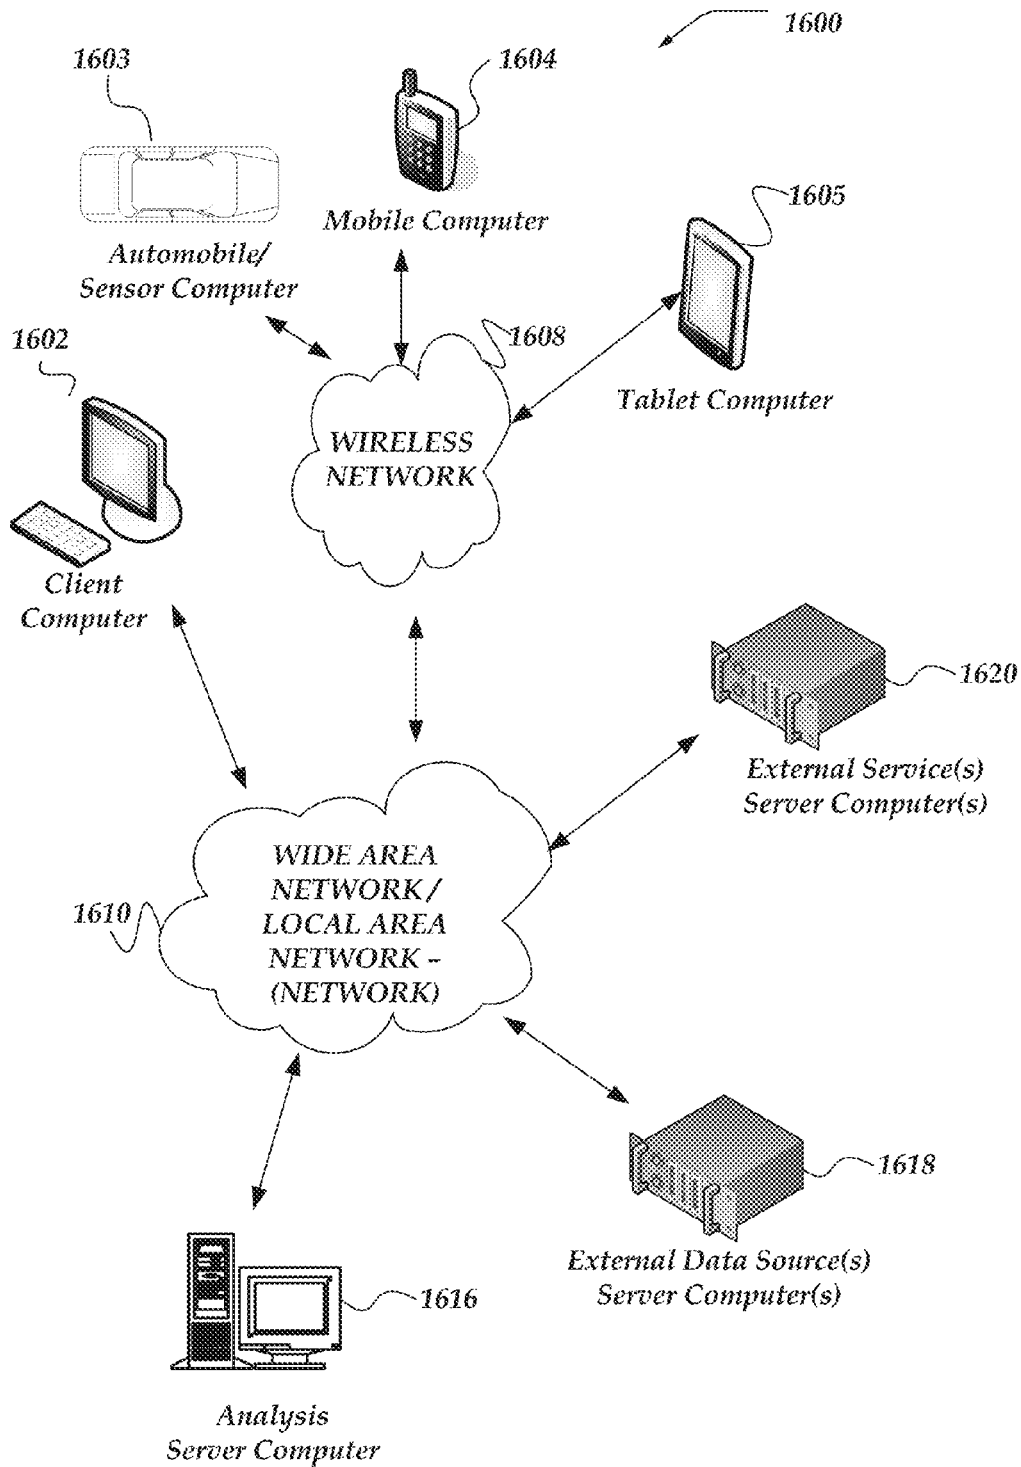 1600
1603
1604
1605
Mobile Computer
Automobile/
Sensor Computer
1602
1608
Tablet Computer
WIRELESS
NETWORK
Client
Computer
1620
External Service(s)
Server Computer(s)
WIDE AREA
NETWORK /
LOCAL AREA
NETWORK –
(NETWORK)
1610
1618
External Data Source(s)
Server Computer(s)
1616
Analysis
Server Computer